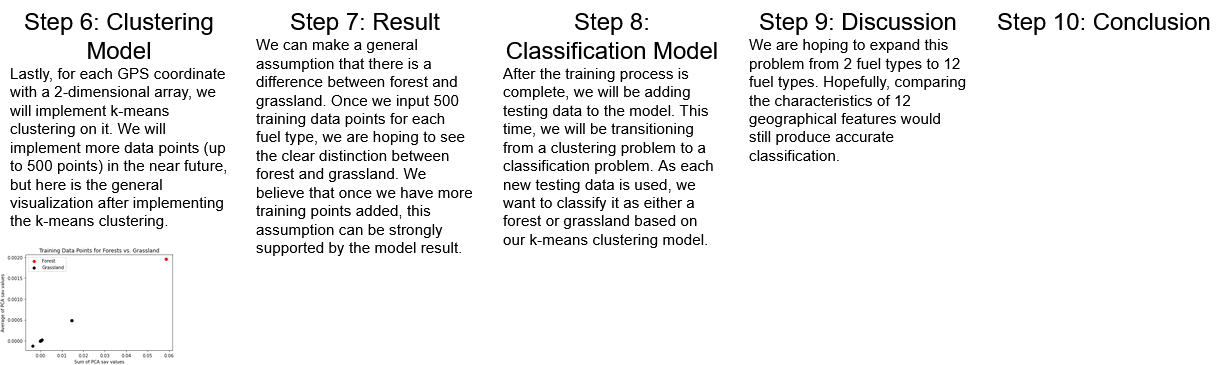 Step 6: Clustering
Model
Lastly, for each GPS coordinate
with a 2-dimensional array, we
will implement k-means
clustering on it. We will
implement more data points (up
to 500 points) in the near future,
but here is the general
visualization after implementing
the k-means clustering.
Training Data Points for Forests vs. Grassland
Forest
Grassland
Average of PCA sav values
0.0020
0.0015
0.0010
0.0005
0.0000
0.00 0.01 0.02 0.03 0.04 0.05 0.06
Sum of PCA sav values
Step 7: Result
We can make a general
assumption that there is a
difference between forest and
grassland. Once we input 500
training data points for each
fuel type, we are hoping to see
the clear distinction between
forest and grassland. We
believe that once we have more
training points added, this
assumption can be strongly
supported by the model result.
Step 8:
Classification Model
After the training process is
complete, we will be adding
testing data to the model. This
time, we will be transitioning
from a clustering problem to a
classification problem. As each
new testing data is used, we
want to classify it as either a
forest or grassland based on
our k-means clustering model.
Step 9: Discussion
We are hoping to expand this
problem from 2 fuel types to 12
fuel types. Hopefully, comparing
the characteristics of 12
geographical features would
still produce accurate
classification.
Step 10: Conclusion